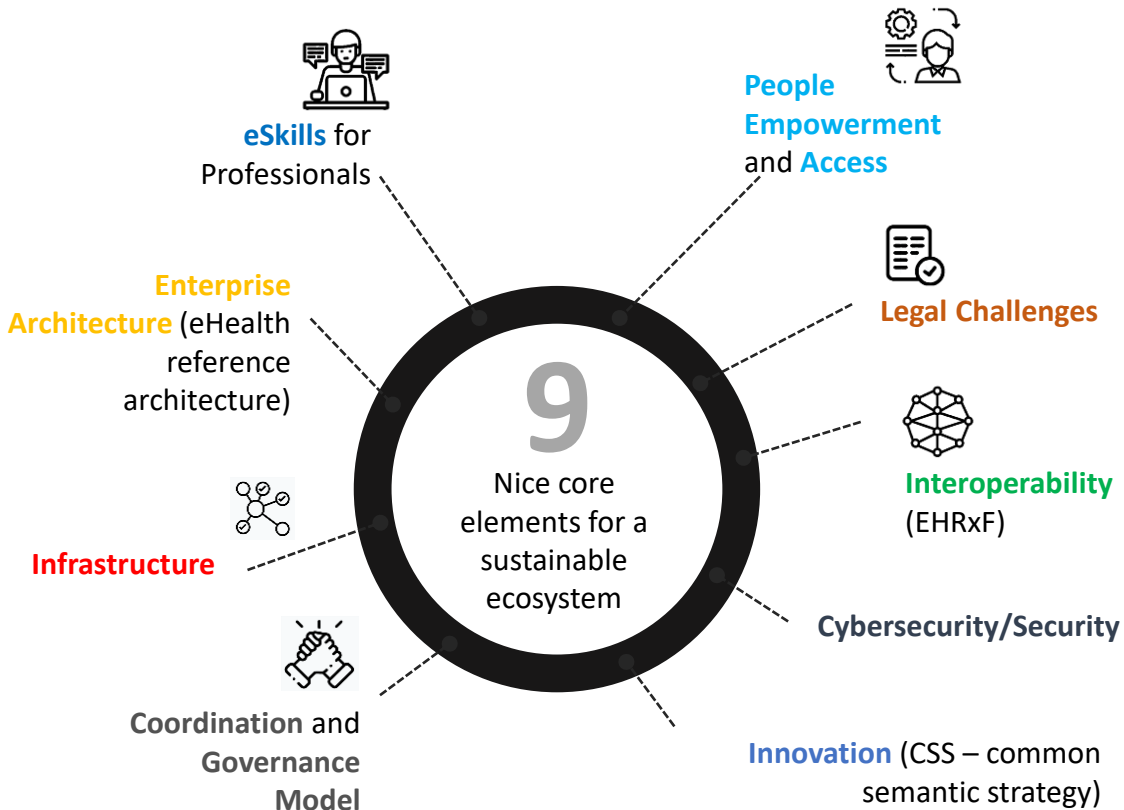 eSkills for
Professionals
People
Empowerment
and Access
Enterprise
Architecture (eHealth
reference
architecture)
Legal Challenges
9
Nice core
elements for a
sustainable
ecosystem
Interoperability
(EHRxF)
Infrastructure
Cybersecurity/Security
Coordination and
Governance
Model
Innovation (CSS – common
semantic strategy)